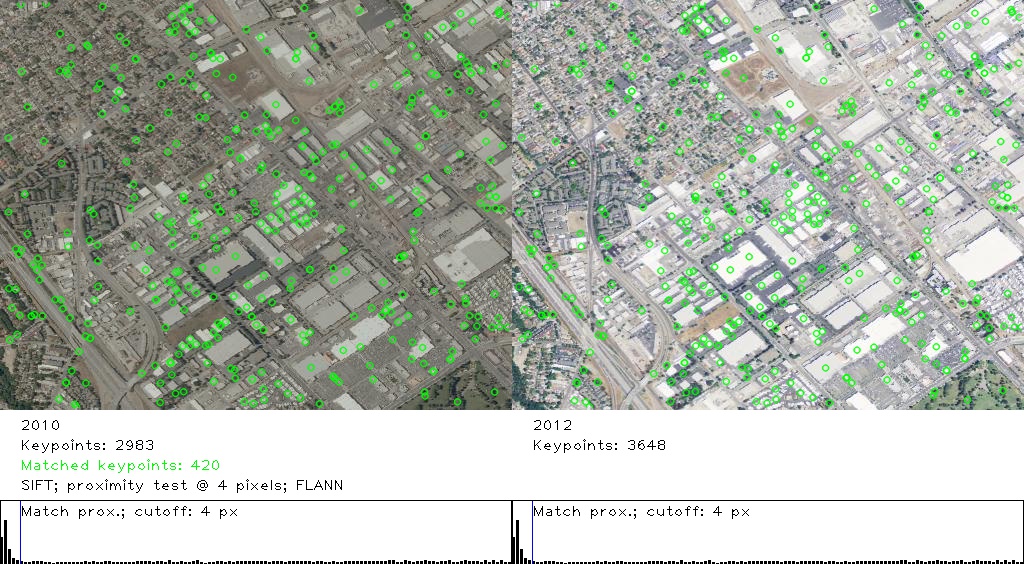 2010
Keypoints: 2983
Matched keypoints: 420
SIFT; proximity test @ 4 pixels; FLANN
Match prox.; cutoff: 4 px
2012
Keypoints: 3648
Match prox.; cutoff: 4 px